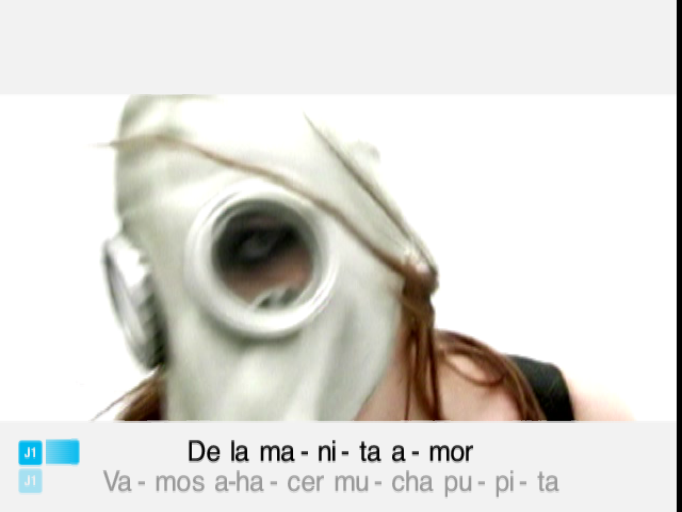 J1 De la ma - ni - ta a - mor
J1 Va - mos a-ha - cer mu - cha pu - pi - ta